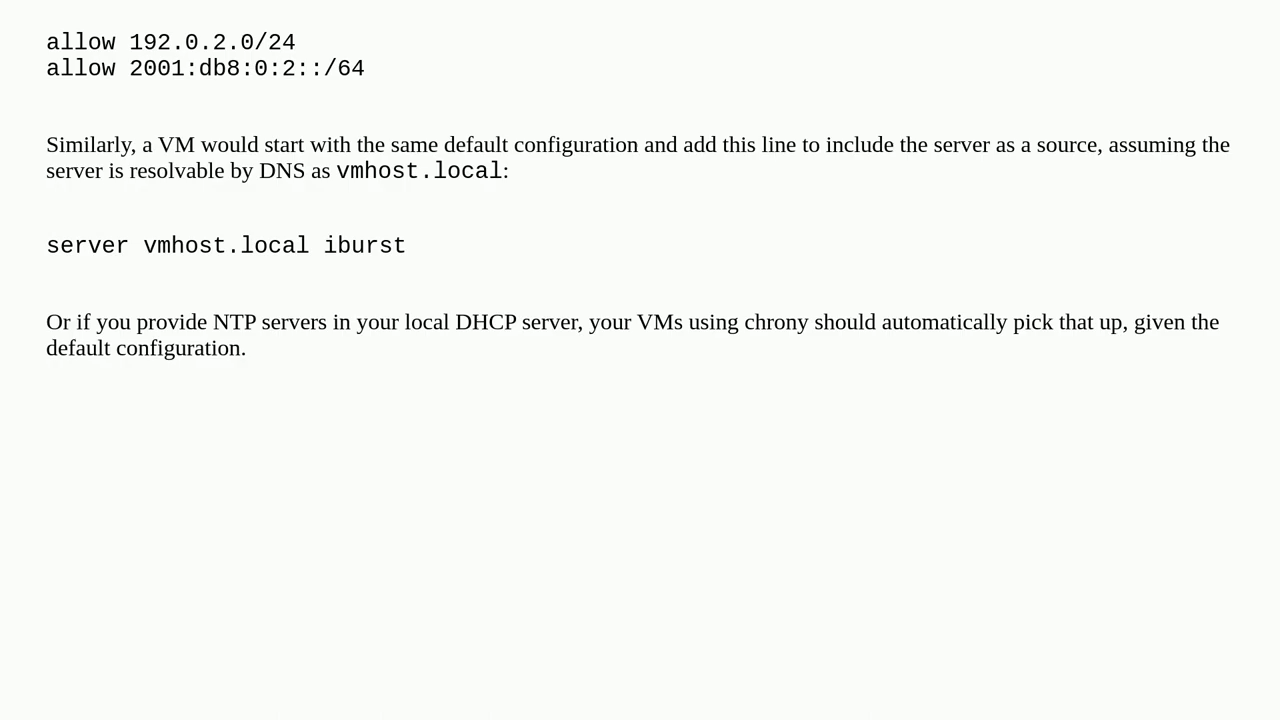 allow 192.0.2.0/24
allow 2001:db8:0:2::/64
Similarly, a VM would start with the same default configuration and add this line to include the server as a source, assuming the
server is resolvable by DNS as vmhost.local:
server vmhost.local iburst
Or if you provide NTP servers in your local DHCP server, your VMs using chrony should automatically pick that up, given the
default configuration.